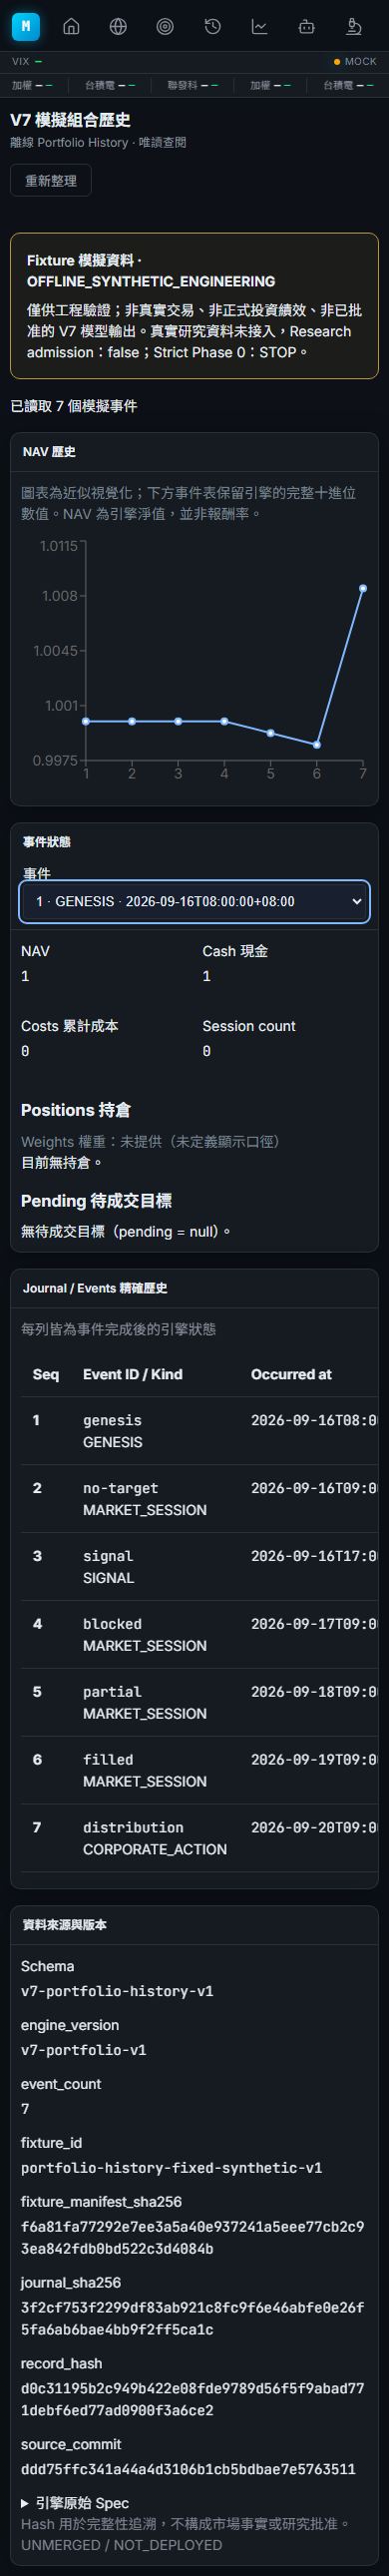 M
VIX –
MOCK
加權 – –
台積電 – –
聯發科 – –
加權 – –
台積電 – –
V7 模擬組合歷史
離線 Portfolio History · 唯讀查閱
重新整理
Fixture 模擬資料 ·
OFFLINE_SYNTHETIC_ENGINEERING
僅供工程驗證；非真實交易、非正式投資績效、非已批
准的 V7 模型輸出。真實研究資料未接入，Research
admission：false；Strict Phase 0：STOP。
已讀取 7 個模擬事件
NAV 歷史
圖表為近似視覺化；下方事件表保留引擎的完整十進位
數值。NAV 為引擎淨值，並非報酬率。
1.0115
1.008
1.0045
1.001
0.9975
1 2 3 4 5 6 7
事件狀態
事件
1 · GENESIS · 2026-09-16T08:00:00+08:00
NAV
1
Cash 現金
1
Costs 累計成本
0
Session count
0
Positions 持倉
Weights 權重：未提供（未定義顯示口徑）
目前無持倉。
Pending 待成交目標
無待成交目標（pending = null）。
Journal / Events 精確歷史
每列皆為事件完成後的引擎狀態
Seq Event ID / Kind Occurred at
1 genesis 2026-09-16T08:0
GENESIS
2 no-target 2026-09-16T09:0
MARKET_SESSION
3 signal 2026-09-16T17:0
SIGNAL
4 blocked 2026-09-17T09:0
MARKET_SESSION
5 partial 2026-09-18T09:0
MARKET_SESSION
6 filled 2026-09-19T09:0
MARKET_SESSION
7 distribution 2026-09-20T09:0
CORPORATE_ACTION
資料來源與版本
Schema
v7-portfolio-history-v1
engine_version
v7-portfolio-v1
event_count
7
fixture_id
portfolio-history-fixed-synthetic-v1
fixture_manifest_sha256
f6a81fa77292e7ee3a5a40e937241a5eee77cb2c9
3ea842fdb0bd522c3d4084b
journal_sha256
3f2cf753f2299df83ab921c8fc9f6e46abfe0e26f
5fa6ab6bae4bb9f2ff5ca1c
record_hash
d0c31195b2c949b422e08fde9789d56f5f9abad77
1debf6ed77ad0900f3a6ce2
source_commit
ddd75ffc341a44a4d3106b1cb5bdbae7e5763511
▶ 引擎原始 Spec
Hash 用於完整性追溯，不構成市場事實或研究批准。
UNMERGED / NOT_DEPLOYED